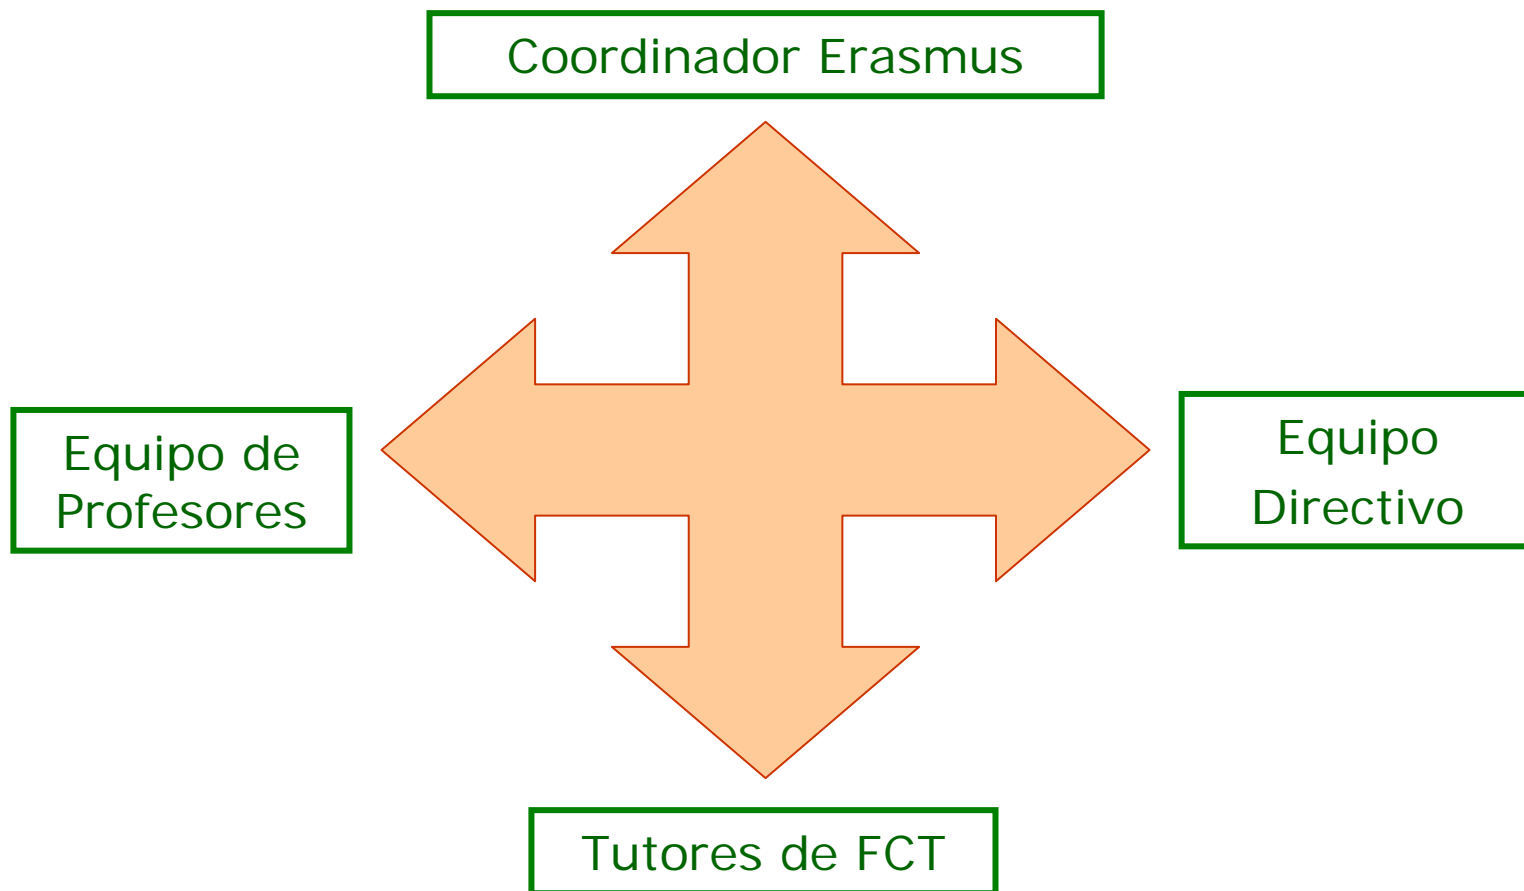 Coordinador Erasmus
Equipo de
Profesores
Equipo
Directivo
Tutores de FCT